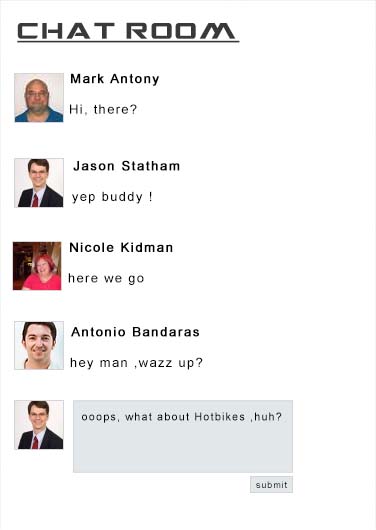 CHAT ROOM
Mark Antony
Hi, there?
Jason Statham
yep buddy !
Nicole Kidman
here we go
Antonio Bandaras
hey man ,wazz up?
ooops, what about Hotbikes ,huh?
submit